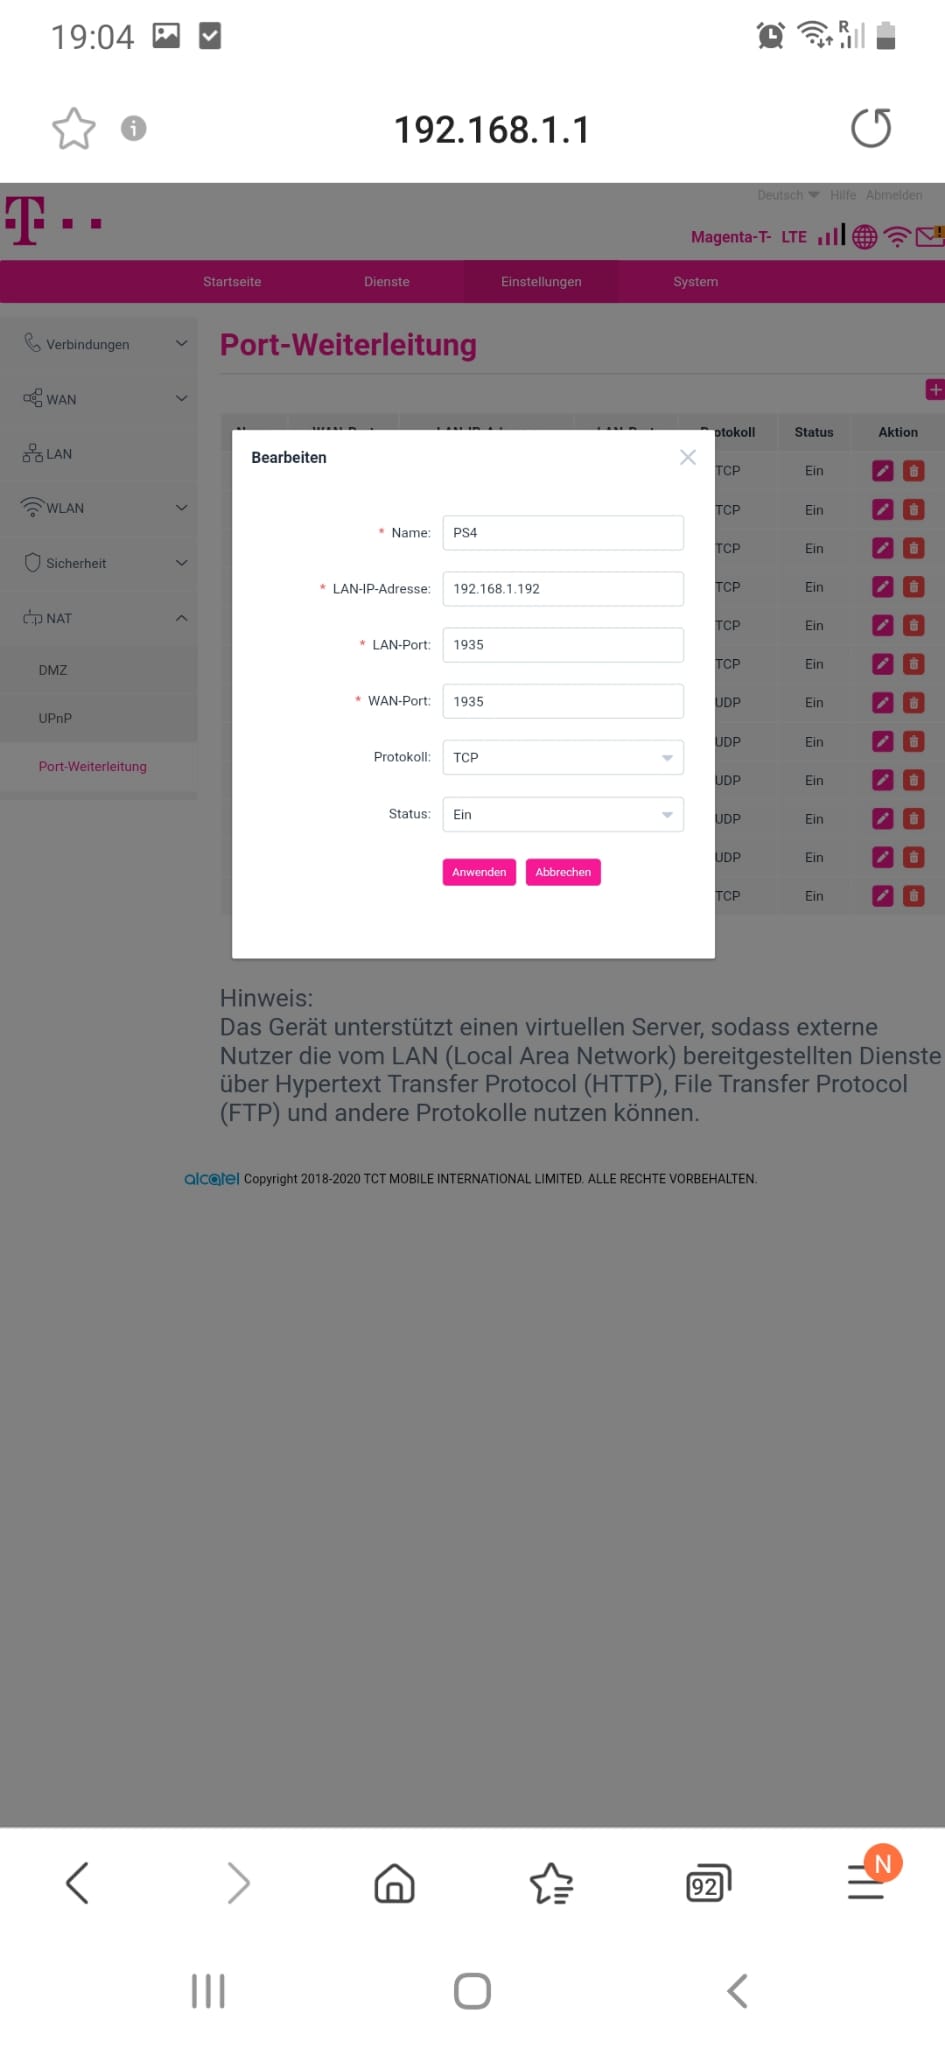 19:04
R
192.168.1.1
Deutsch Hilfe Abmelden
T
Magenta-T- LTE
Startseite Dienste Einstellungen System
Verbindungen
WAN
LAN
WLAN
Sicherheit
NAT
DMZ
UPnP
Port-Weiterleitung
Port-Weiterleitung
otokoll Status Aktion
TCP Ein
TCP Ein
TCP Ein
TCP Ein
TCP Ein
TCP Ein
UDP Ein
UDP Ein
UDP Ein
UDP Ein
UDP Ein
TCP Ein
Bearbeiten
* Name: PS4
* LAN-IP-Adresse: 192.168.1.192
* LAN-Port: 1935
* WAN-Port: 1935
Protokoll: TCP
Status: Ein
Anwenden Abbrechen
Hinweis:
Das Gerät unterstützt einen virtuellen Server, sodass externe
Nutzer die vom LAN (Local Area Network) bereitgestellten Dienste
über Hypertext Transfer Protocol (HTTP), File Transfer Protocol
(FTP) und andere Protokolle nutzen können.
alcatel Copyright 2018-2020 TCT MOBILE INTERNATIONAL LIMITED. ALLE RECHTE VORBEHALTEN.
92
N